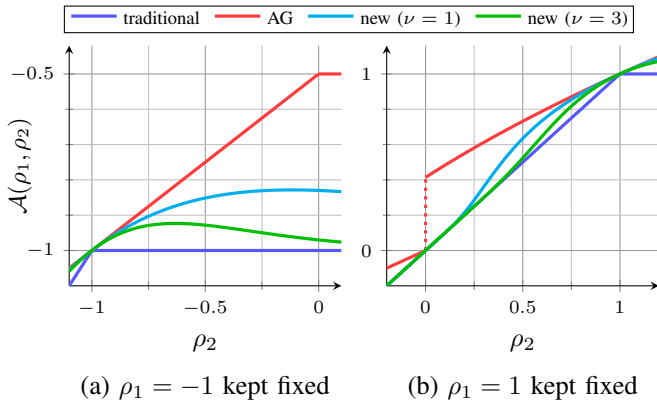 traditional AG new (ν = 1) new (ν = 3)
−0.5
−1
𝒜(ρ₁, ρ₂)
−1 −0.5 0
ρ₂
(a) ρ₁ = −1 kept fixed
1
0
0 0.5 1
ρ₂
(b) ρ₁ = 1 kept fixed